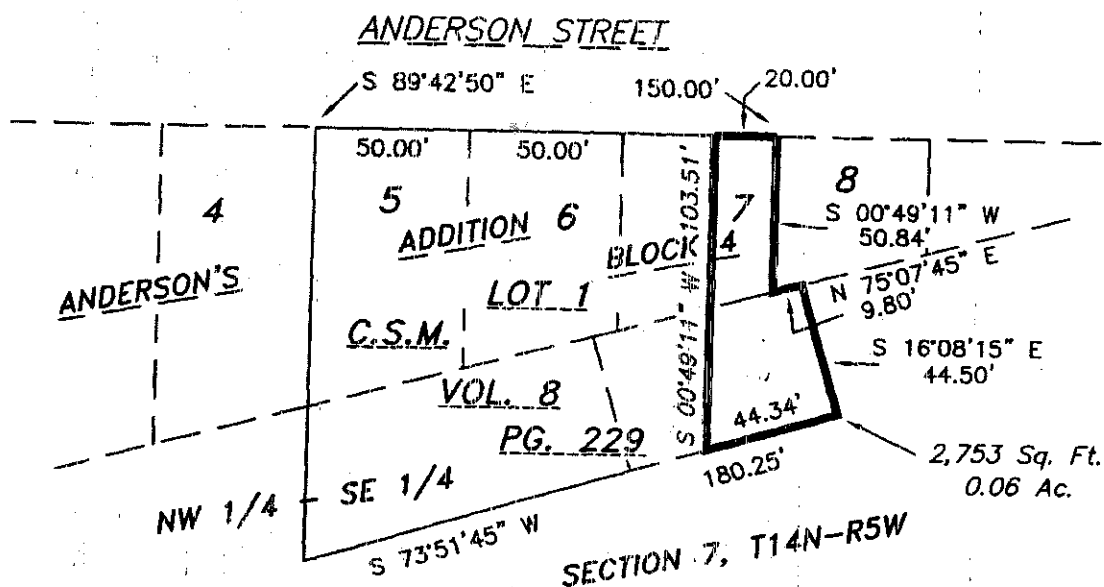 ANDERSON STREET
S 89°42'50" E
150.00'
20.00'
50.00'
50.00'
4
5
6
7
8
S 00°49'11" W 103.51'
S 00°49'11" W
50.84'
ANDERSON'S
ADDITION
BLOCK 4
LOT 1
C.S.M.
VOL. 8
PG. 229
N 75°07'45" E
9.80'
S 16°08'15" E
44.50'
44.34'
180.25'
2,753 Sq. Ft.
0.06 Ac.
NW 1/4 - SE 1/4
S 73°51'45" W
SECTION 7, T14N-R5W